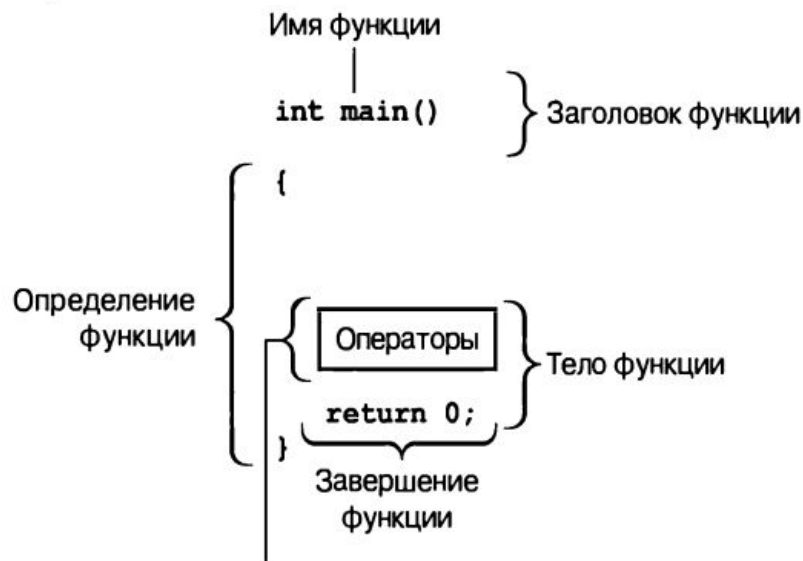 Имя функции
int main()
Заголовок функции
{
Определение
функции
Операторы
Тело функции
return 0;
}
Завершение
функции